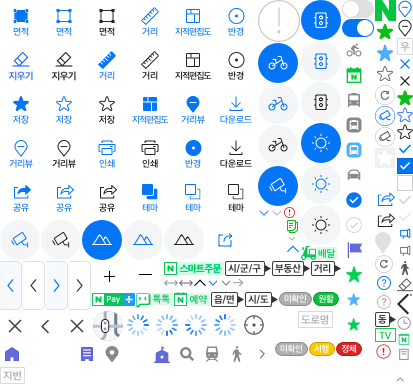 면적 면적 면적 거리 지적편집도 반경
지우기 지우기 거리 거리 지적편집도 반경
저장 저장 저장 지적편집도 거리뷰 다운로드
거리뷰 거리뷰 인쇄 인쇄 반경 다운로드
공유 공유 공유 테마 테마 테마
N
우
N
배달
N 스마트주문 시/군/구 부동산 거리
N Pay + 톡톡 N 예약 읍/면 시/도 미확인 원활
도로명 동
TV
미확인 서행 정체
N
지번